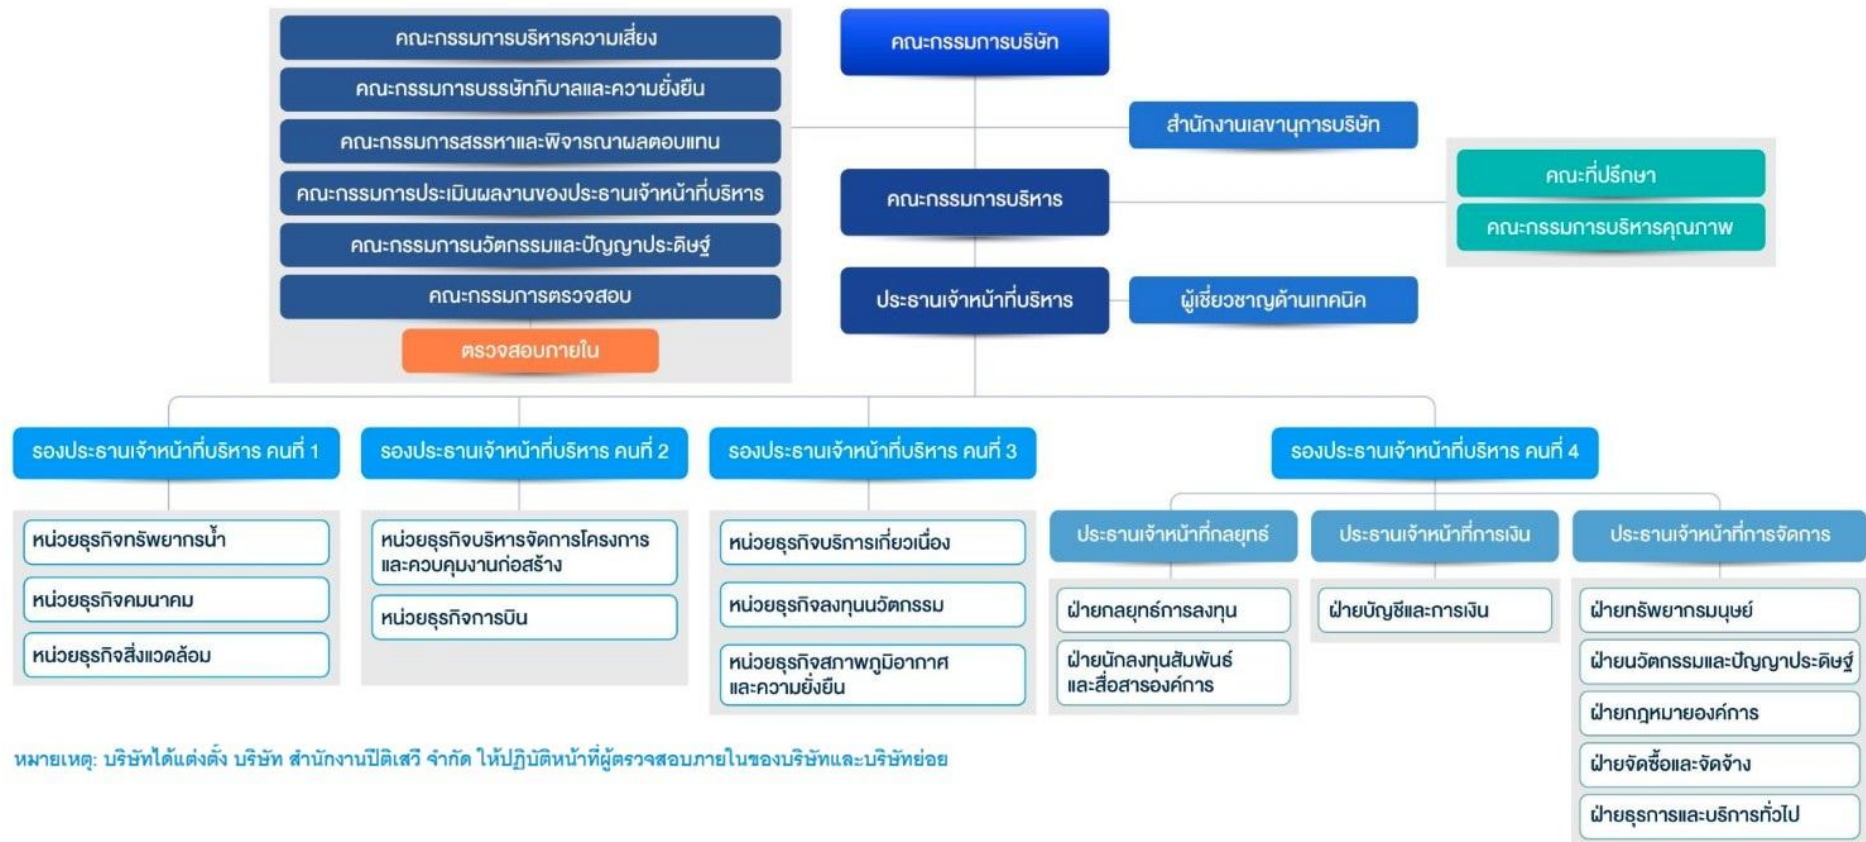 คณะกรรมการบริหารความเสี่ยง
คณะกรรมการบรรษัทภิบาลและความยั่งยืน
คณะกรรมการสรรหาและพิจารณาผลตอบแทน
คณะกรรมการประเมินผลงานของประธานเจ้าหน้าที่บริหาร
คณะกรรมการนวัตกรรมและปัญญาประดิษฐ์
คณะกรรมการตรวจสอบ
ตรวจสอบภายใน
คณะกรรมการบริษัท
สำนักงานเลขานุการบริษัท
คณะกรรมการบริหาร
คณะที่ปรึกษา
คณะกรรมการบริหารคุณภาพ
ประธานเจ้าหน้าที่บริหาร
ผู้เชี่ยวชาญด้านเทคนิค
รองประธานเจ้าหน้าที่บริหาร คนที่ 1
หน่วยธุรกิจทรัพยากรน้ำ
หน่วยธุรกิจคมนาคม
หน่วยธุรกิจสิ่งแวดล้อม
รองประธานเจ้าหน้าที่บริหาร คนที่ 2
หน่วยธุรกิจบริหารจัดการโครงการ
และควบคุมงานก่อสร้าง
หน่วยธุรกิจการบิน
รองประธานเจ้าหน้าที่บริหาร คนที่ 3
หน่วยธุรกิจบริการเกี่ยวเนื่อง
หน่วยธุรกิจลงทุนนวัตกรรม
หน่วยธุรกิจสภาพภูมิอากาศ
และความยั่งยืน
รองประธานเจ้าหน้าที่บริหาร คนที่ 4
ประธานเจ้าหน้าที่กลยุทธ์
ฝ่ายกลยุทธ์การลงทุน
ฝ่ายนักลงทุนสัมพันธ์
และสื่อสารองค์การ
ประธานเจ้าหน้าที่การเงิน
ฝ่ายบัญชีและการเงิน
ประธานเจ้าหน้าที่การจัดการ
ฝ่ายทรัพยากรมนุษย์
ฝ่ายนวัตกรรมและปัญญาประดิษฐ์
ฝ่ายกฎหมายองค์การ
ฝ่ายจัดซื้อและจัดจ้าง
ฝ่ายธุรการและบริการทั่วไป
หมายเหตุ: บริษัทได้แต่งตั้ง บริษัท สำนักงานปีติเสวี จำกัด ให้ปฏิบัติหน้าที่ผู้ตรวจสอบภายในของบริษัทและบริษัทย่อย